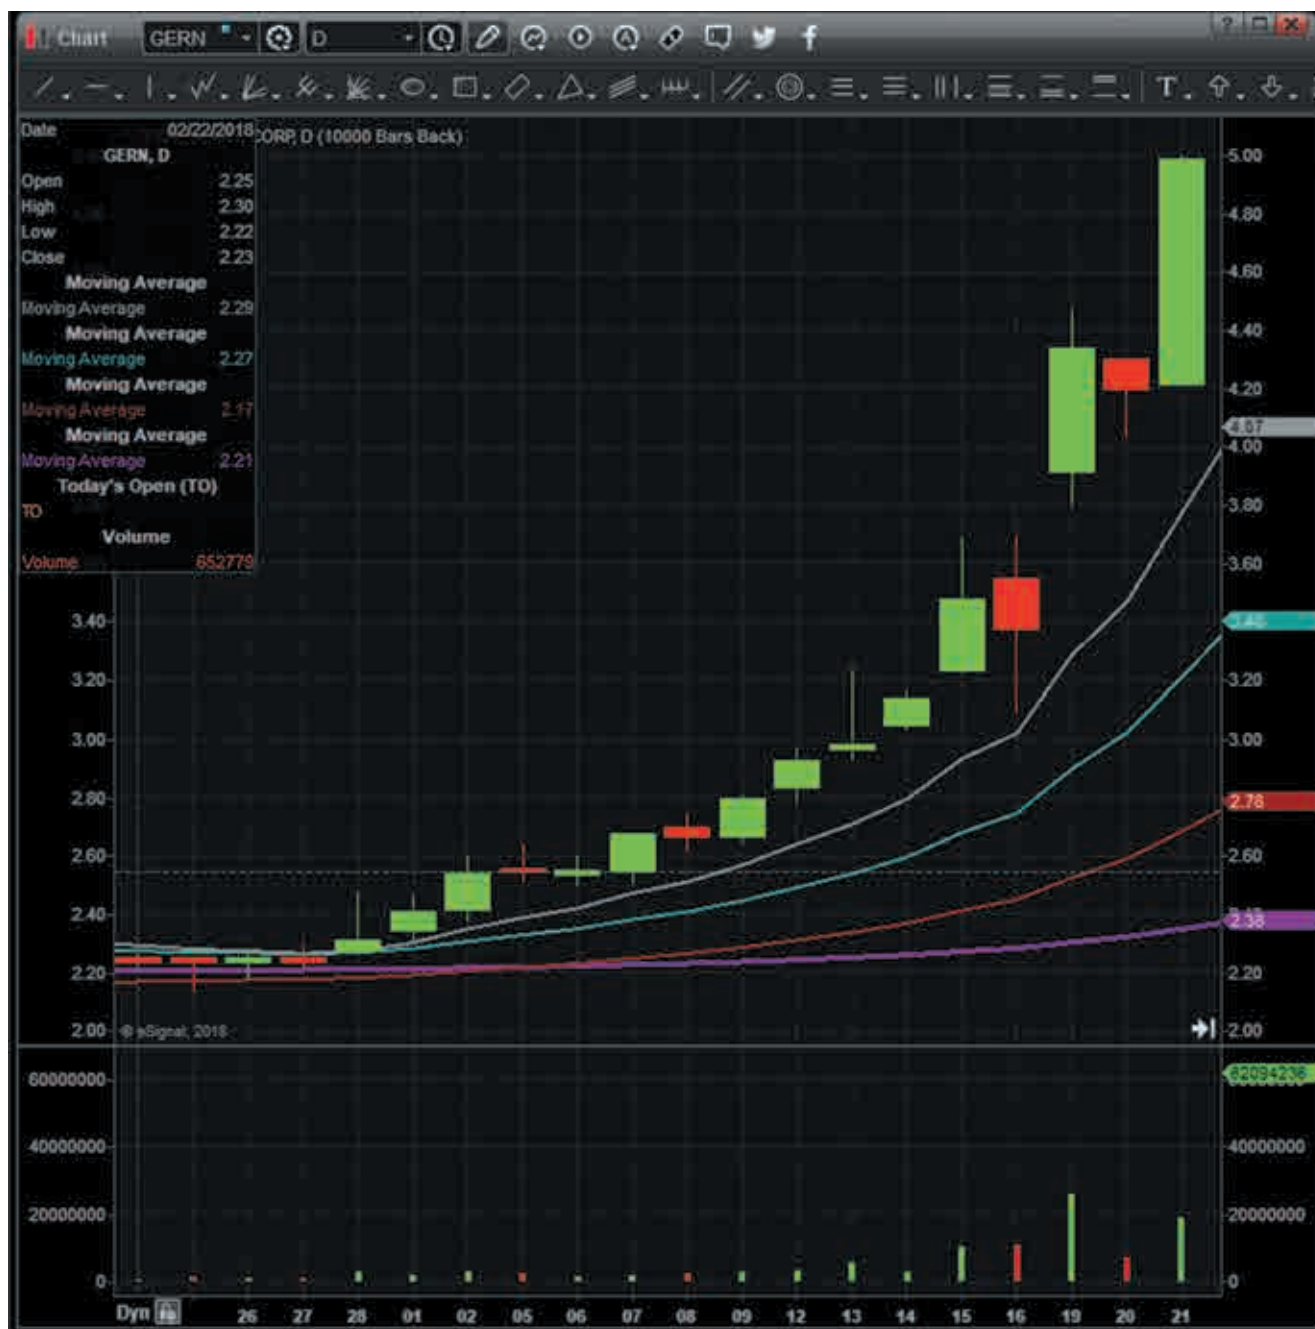 Chart GERN D ?
T
Date 02/22/2018 CORP, D (10000 Bars Back)
GERN, D
Open 2.25
High 2.30
Low 2.22
Close 2.23
Moving Average
Moving Average 2.29
Moving Average
Moving Average 2.27
Moving Average
Moving Average 2.17
Moving Average
Moving Average 2.21
Today's Open (TO)
TO
Volume
Volume 652779
5.00
4.80
4.60
4.40
4.20
4.07
4.00
3.80
3.60
3.40
3.20 3.20
3.00 3.00
2.80 2.78
2.60 2.60
2.40
2.38
2.20 2.20
2.00 © eSignal, 2018 2.00
60000000 62094236
40000000 40000000
20000000 20000000
0 0
Dyn 26 27 28 01 02 05 06 07 08 09 12 13 14 15 16 19 20 21